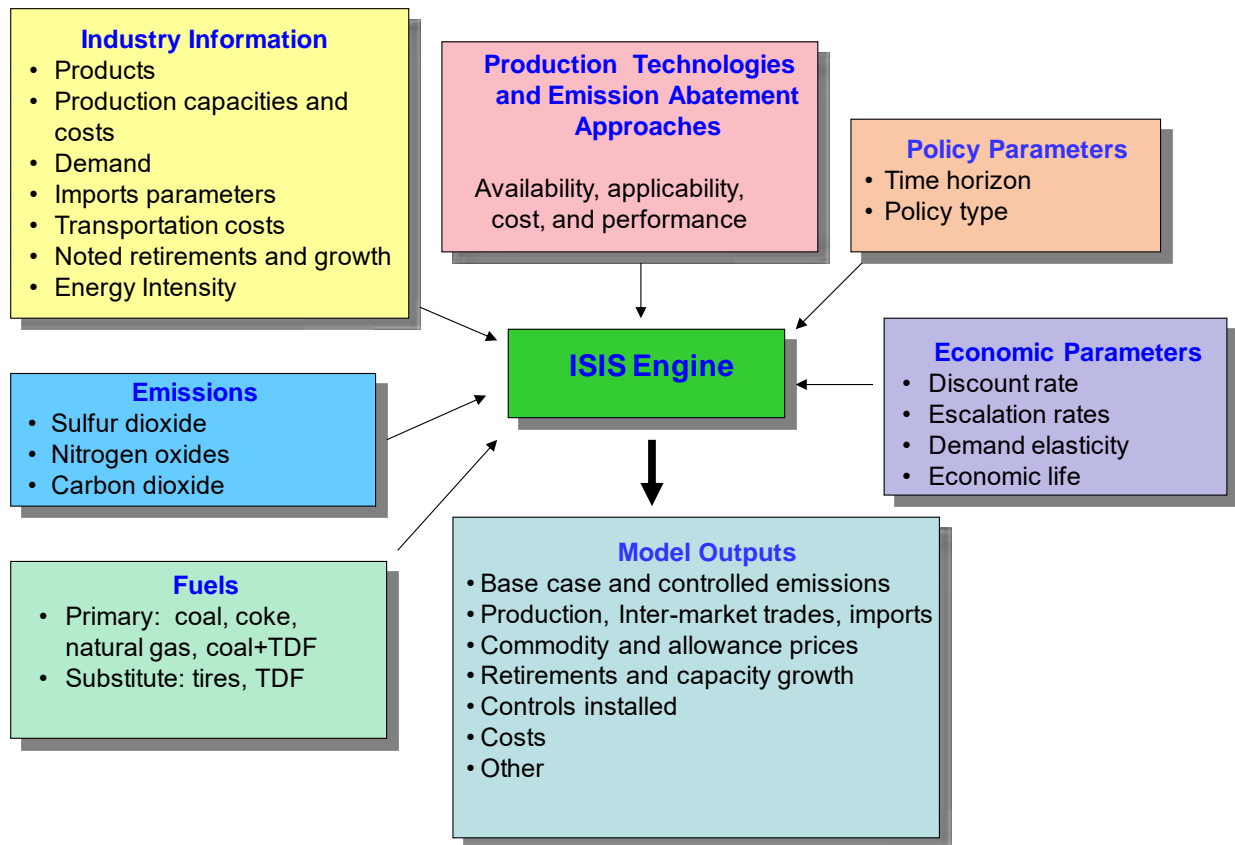 Industry Information
• Products
• Production capacities and
costs
• Demand
• Imports parameters
• Transportation costs
• Noted retirements and growth
• Energy Intensity
Production Technologies
and Emission Abatement
Approaches
Availability, applicability,
cost, and performance
Policy Parameters
• Time horizon
• Policy type
ISIS Engine
Economic Parameters
• Discount rate
• Escalation rates
• Demand elasticity
• Economic life
Emissions
• Sulfur dioxide
• Nitrogen oxides
• Carbon dioxide
Fuels
• Primary: coal, coke,
natural gas, coal+TDF
• Substitute: tires, TDF
Model Outputs
• Base case and controlled emissions
• Production, Inter-market trades, imports
• Commodity and allowance prices
• Retirements and capacity growth
• Controls installed
• Costs
• Other